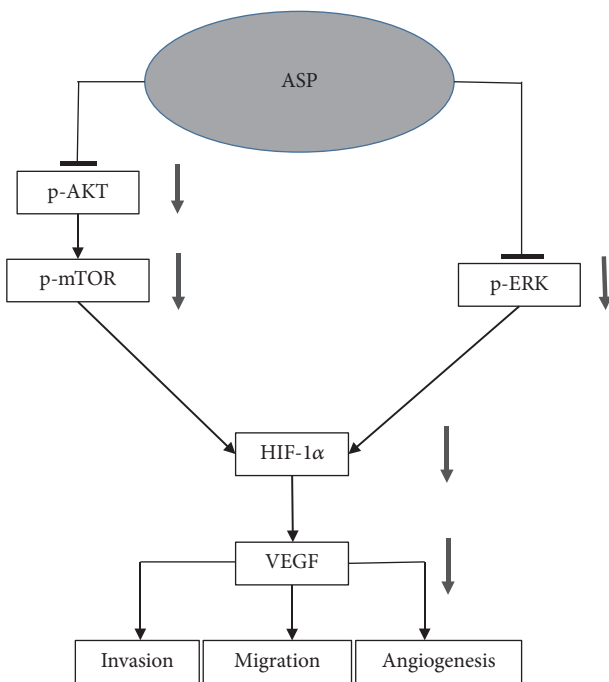 ASP
p-AKT
p-mTOR
p-ERK
HIF-1α
VEGF
Invasion
Migration
Angiogenesis